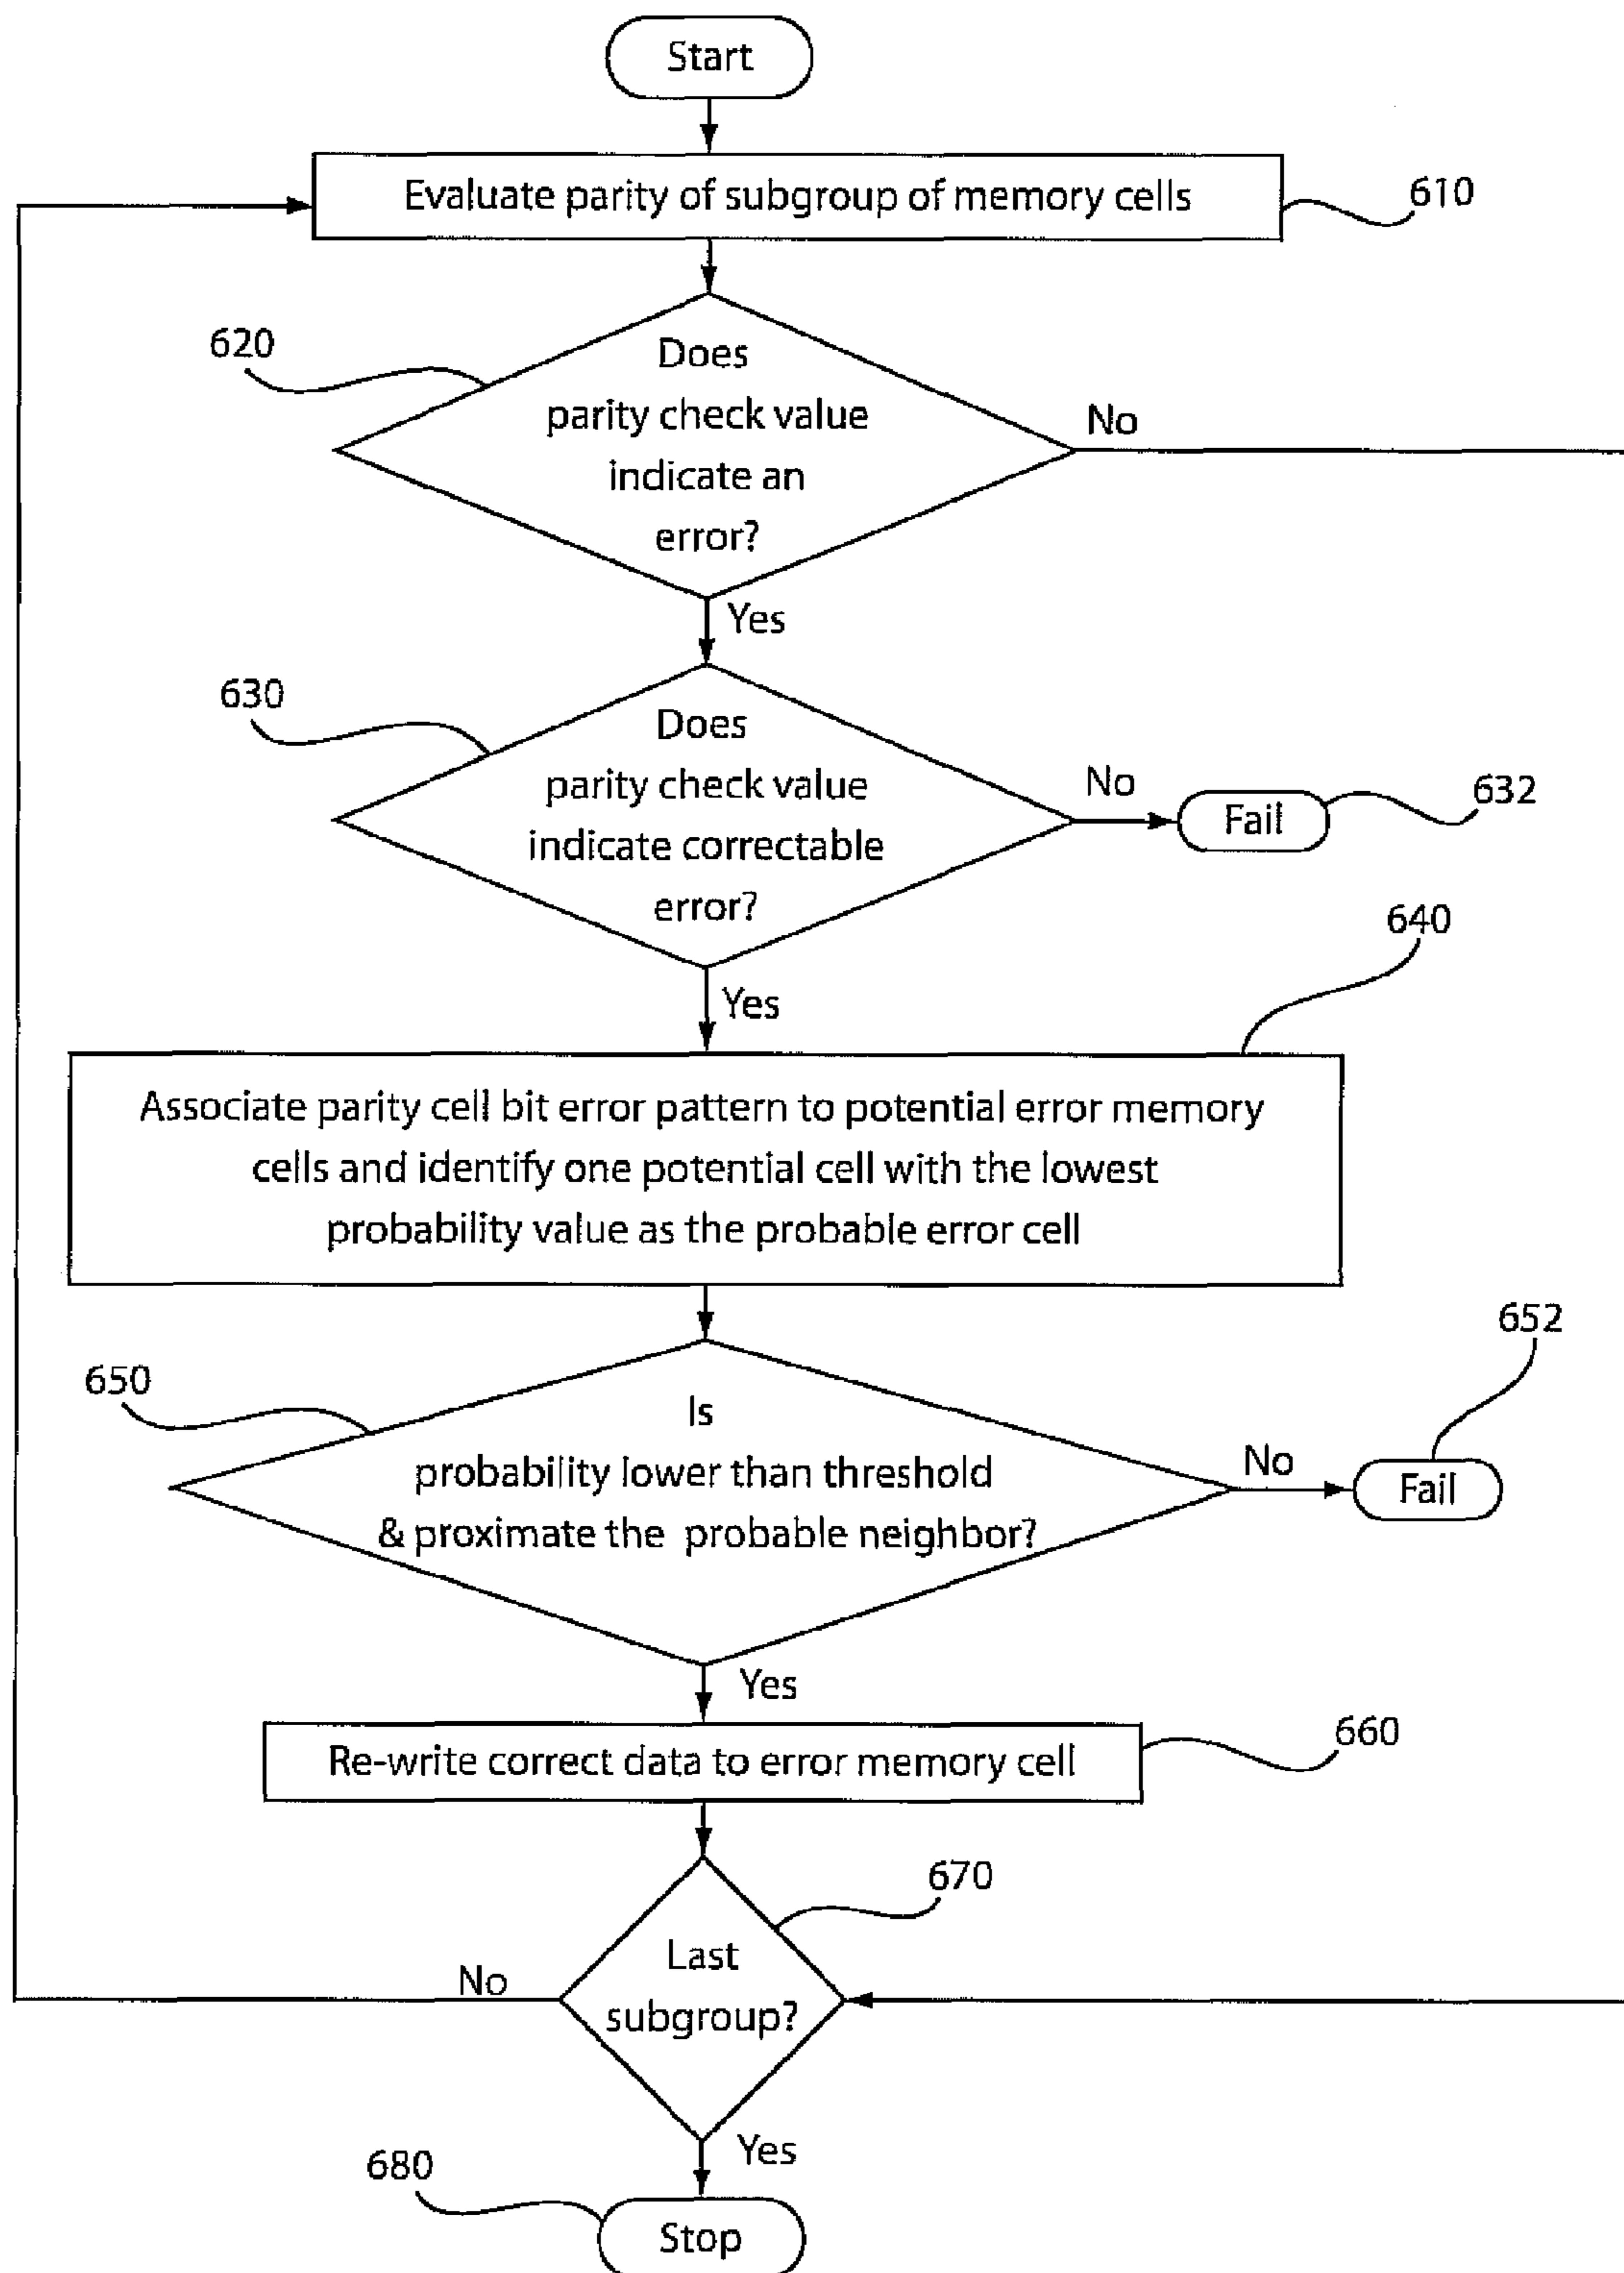 Start
Evaluate parity of subgroup of memory cells
610
620
Does
parity check value
indicate an
error?
No
Yes
630
Does
parity check value
indicate correctable
error?
No
Fail
632
Yes
640
Associate parity cell bit error pattern to potential error memory
cells and identify one potential cell with the lowest
probability value as the probable error cell
650
Is
probability lower than threshold
& proximate the probable neighbor?
No
Fail
652
Yes
Re-write correct data to error memory cell
660
670
Last
subgroup?
No
Yes
680
Stop